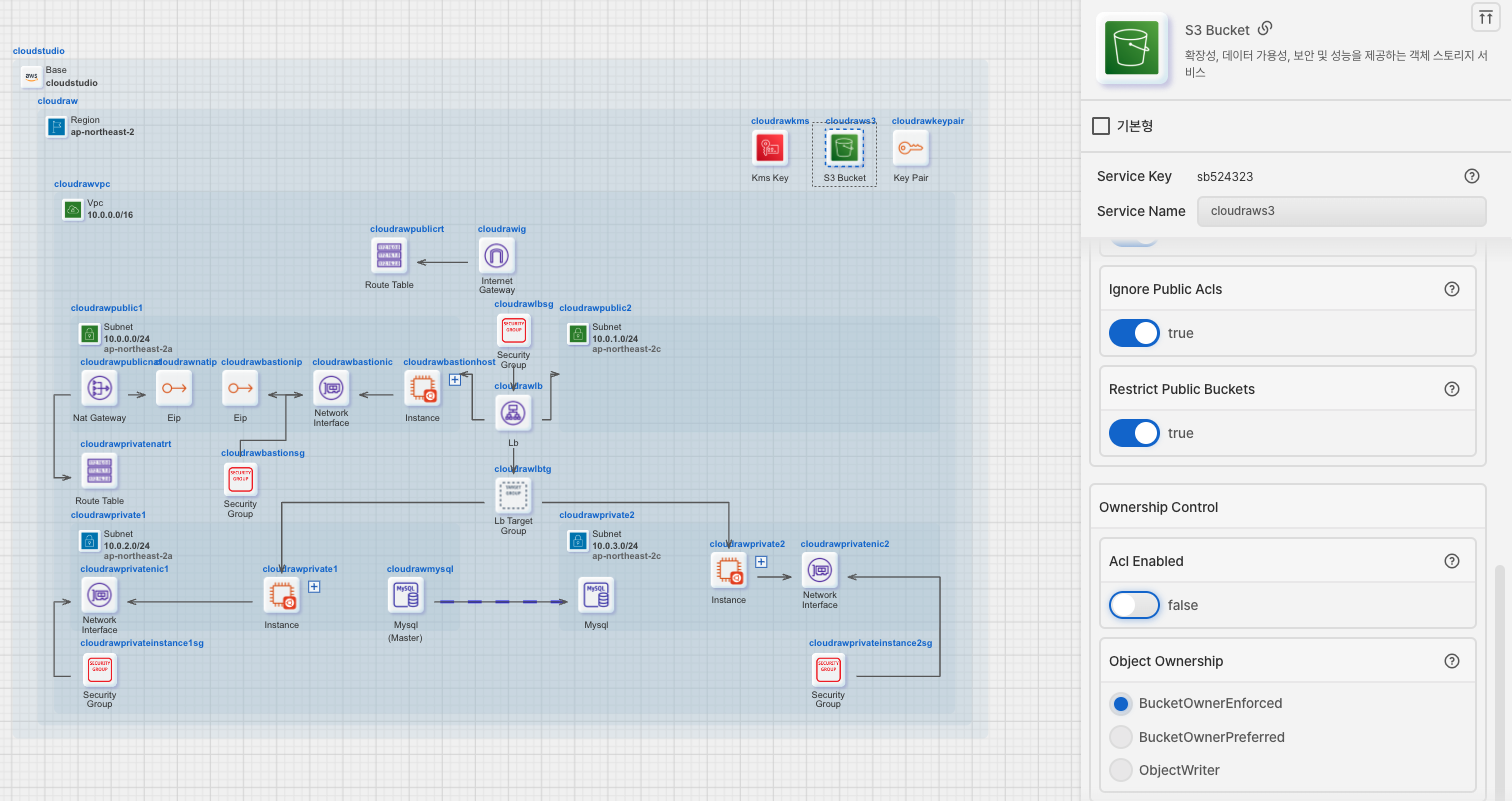 cloudstudio
Base
cloudstudio
aws
cloudraw
Region
ap-northeast-2
cloudrawkms
cloudraws3
cloudrawkeypair
Kms Key
S3 Bucket
Key Pair
cloudrawvpc
Vpc
10.0.0.0/16
cloudrawpublicrt
cloudrawig
Route Table
Internet
Gateway
cloudrawpublic1
cloudrawlbsg
cloudrawpublic2
Subnet
10.0.0.0/24
ap-northeast-2a
SECURITY
GROUP
Security
Group
Subnet
10.0.1.0/24
ap-northeast-2c
cloudrawnatip
cloudrawbastionip
cloudrawbastionic
cloudrawbastionhost
cloudrawlb
Nat Gateway
Eip
Eip
Network
Interface
Instance
Lb
cloudrawprivatenatrt
cloudrawbastionsg
cloudrawlbtg
SECURITY
GROUP
TARGET
GROUP
Route Table
Security
Group
Lb Target
Group
cloudrawprivate1
cloudrawprivate2
Subnet
10.0.2.0/24
ap-northeast-2a
Subnet
10.0.3.0/24
ap-northeast-2c
cloudrawprivate2
cloudrawprivatenic2
cloudrawprivatenic1
cloudrawprivate1
cloudrawmysql
MySQL
MySQL
Instance
Network
Interface
Network
Interface
Instance
Mysql
(Master)
Mysql
cloudrawprivateinstance1sg
cloudrawprivateinstance2sg
SECURITY
GROUP
SECURITY
GROUP
Security
Group
Security
Group
S3 Bucket
확장성, 데이터 가용성, 보안 및 성능을 제공하는 객체 스토리지 서
비스
기본형
Service Key sb524323
Service Name cloudraws3
Ignore Public Acls
true
Restrict Public Buckets
true
Ownership Control
Acl Enabled
false
Object Ownership
BucketOwnerEnforced
BucketOwnerPreferred
ObjectWriter